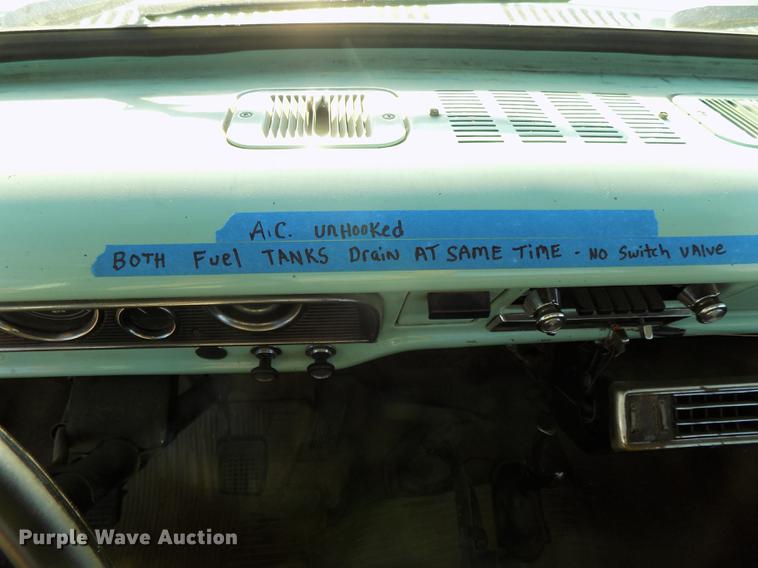 A.C. UNHOOKed
BOTH Fuel TANKS Drain AT SAME TIME - NO Switch VALVE
Purple Wave Auction